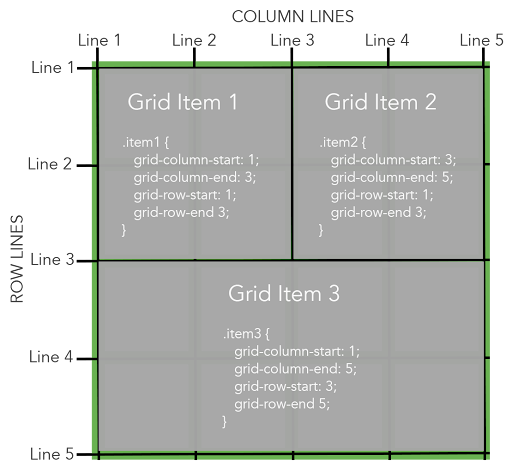 COLUMN LINES
Line 1 Line 2 Line 3 Line 4 Line 5
Line 1
Grid Item 1
.item1 {
grid-column-start: 1;
grid-column-end: 3;
grid-row-start: 1;
grid-row-end 3;
}
Grid Item 2
.item2 {
grid-column-start: 3;
grid-column-end: 5;
grid-row-start: 1;
grid-row-end 3;
}
Line 2
ROW LINES
Line 3
Grid Item 3
.item3 {
grid-column-start: 1;
grid-column-end: 5;
grid-row-start: 3;
grid-row-end 5;
}
Line 4
Line 5